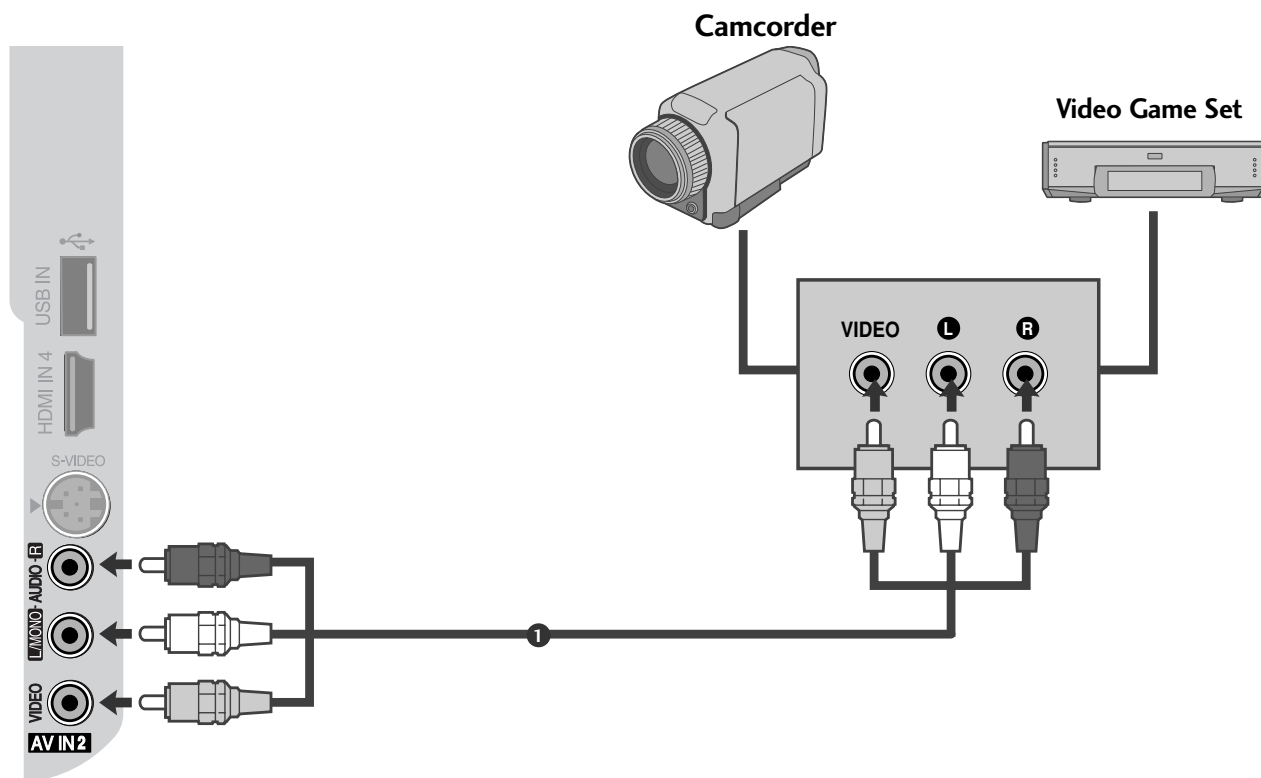 Camcorder
Video Game Set
VIDEO L R
USB IN
HDMI IN 4
S-VIDEO
L/MONO - AUDIO - R
VIDEO
AV IN 2
1